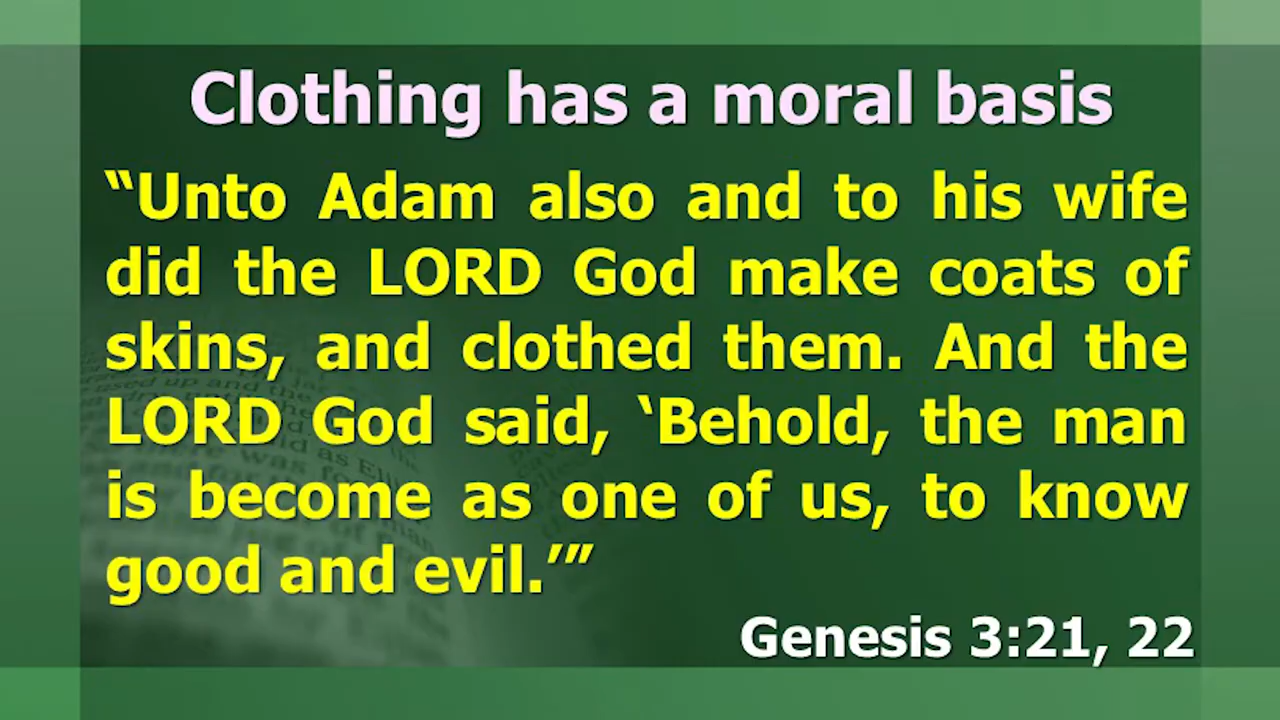 Clothing has a moral basis
“Unto Adam also and to his wife
did the LORD God make coats of
skins, and clothed them. And the
LORD God said, ‘Behold, the man
is become as one of us, to know
good and evil.’”
Genesis 3:21, 22